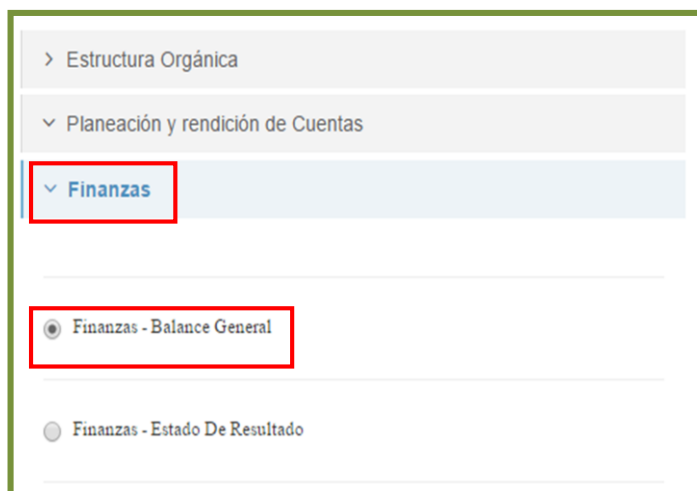 Estructura Orgánica
Planeación y rendición de Cuentas
Finanzas
Finanzas - Balance General
Finanzas - Estado De Resultado